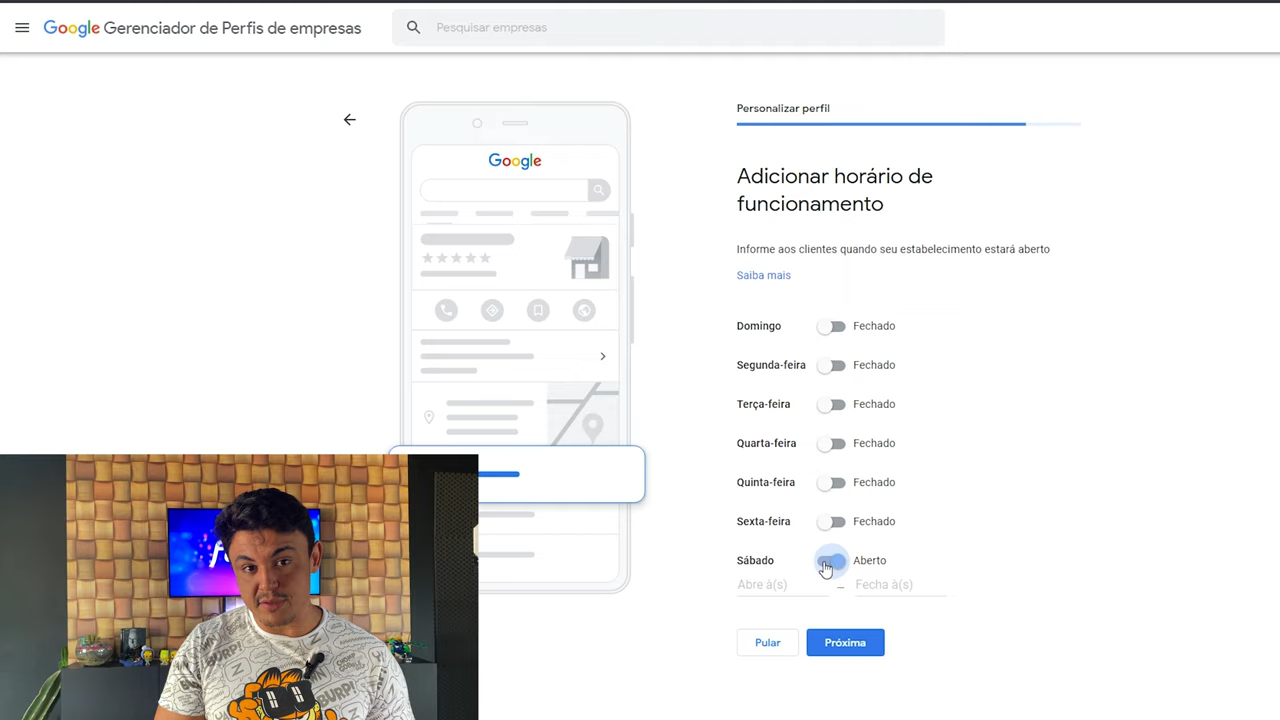 Google Gerenciador de Perfis de empresas
Pesquisar empresas
Google
Personalizar perfil
Adicionar horário de
funcionamento
Informe aos clientes quando seu estabelecimento estará aberto
Saiba mais
Domingo Fechado
Segunda-feira Fechado
Terça-feira Fechado
Quarta-feira Fechado
Quinta-feira Fechado
Sexta-feira Fechado
Sábado Aberto
Abre à(s) – Fecha à(s)
Pular Próxima
BURP!
BURP!